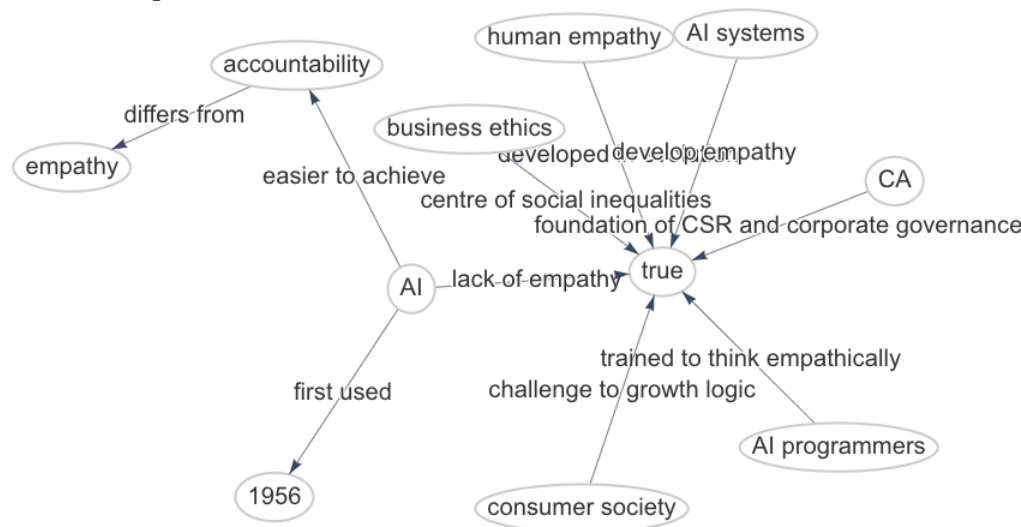 human empathy
AI systems
accountability
differs from
business ethics
empathy
developed
develop empathy
easier to achieve
CA
centre of social inequalities
foundation of CSR and corporate governance
true
AI
lack of empathy
trained to think empathically
first used
challenge to growth logic
AI programmers
1956
consumer society